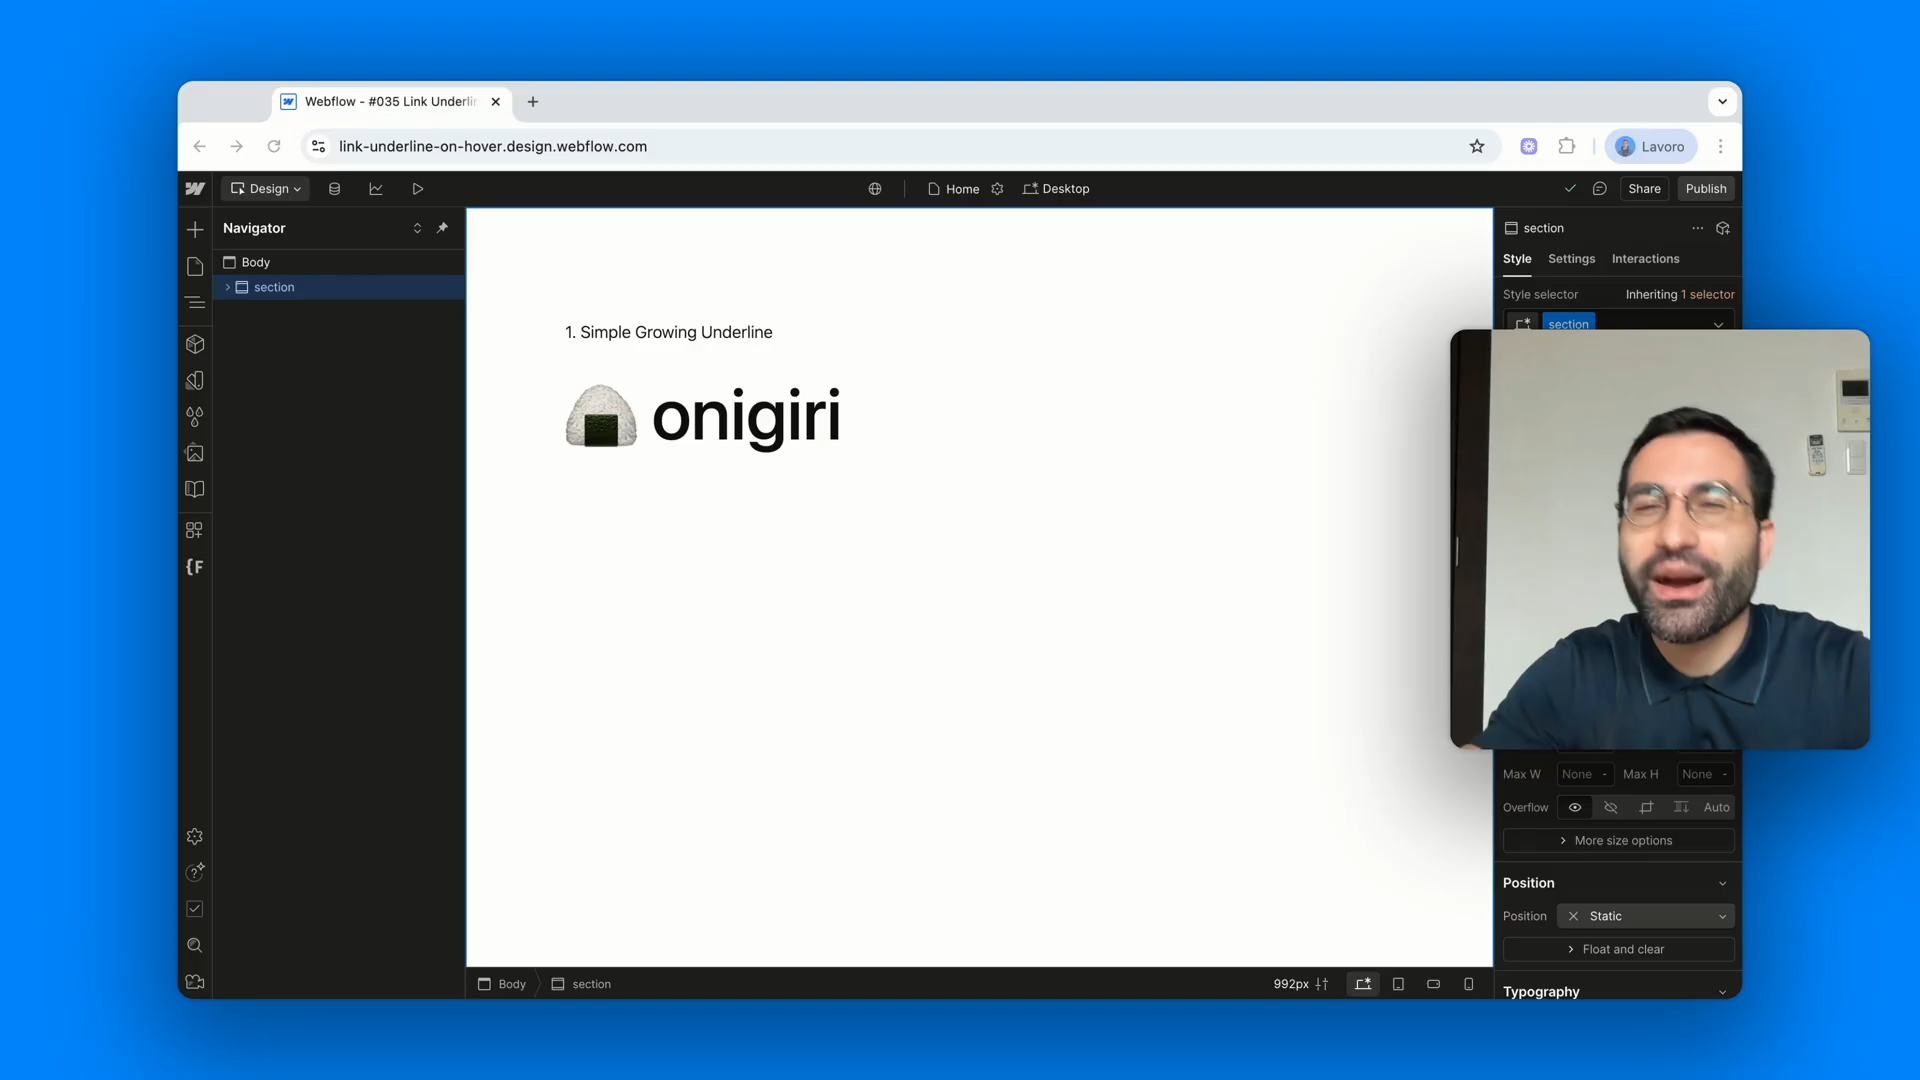 Webflow - #035 Link Underli
link-underline-on-hover.design.webflow.com
Lavoro
Design
Home
Desktop
Share
Publish
Navigator
Body
section
1. Simple Growing Underline
onigiri
section
Style
Settings
Interactions
Style selector
Inheriting 1 selector
section
Max W
None
-
Max H
None
-
Overflow
Auto
More size options
Position
Position
Static
Float and clear
Typography
{F
Body
section
992px